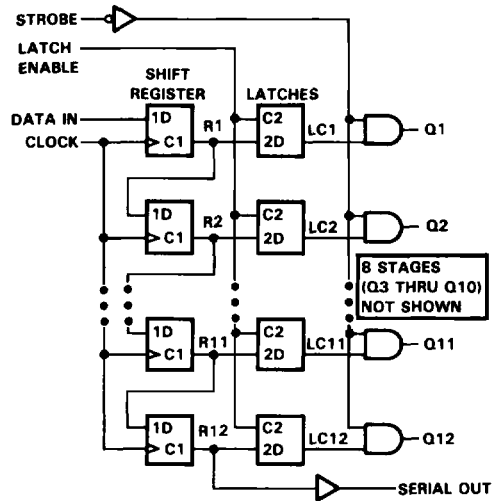 STROBE
LATCH
ENABLE
SHIFT
REGISTER
LATCHES
DATA IN
CLOCK
1D
C1
R1
C2
2D
LC1
Q1
1D
C1
R2
C2
2D
LC2
Q2
8 STAGES
(Q3 THRU Q10)
NOT SHOWN
1D
C1
R11
C2
2D
LC11
Q11
1D
C1
R12
C2
2D
LC12
Q12
SERIAL OUT